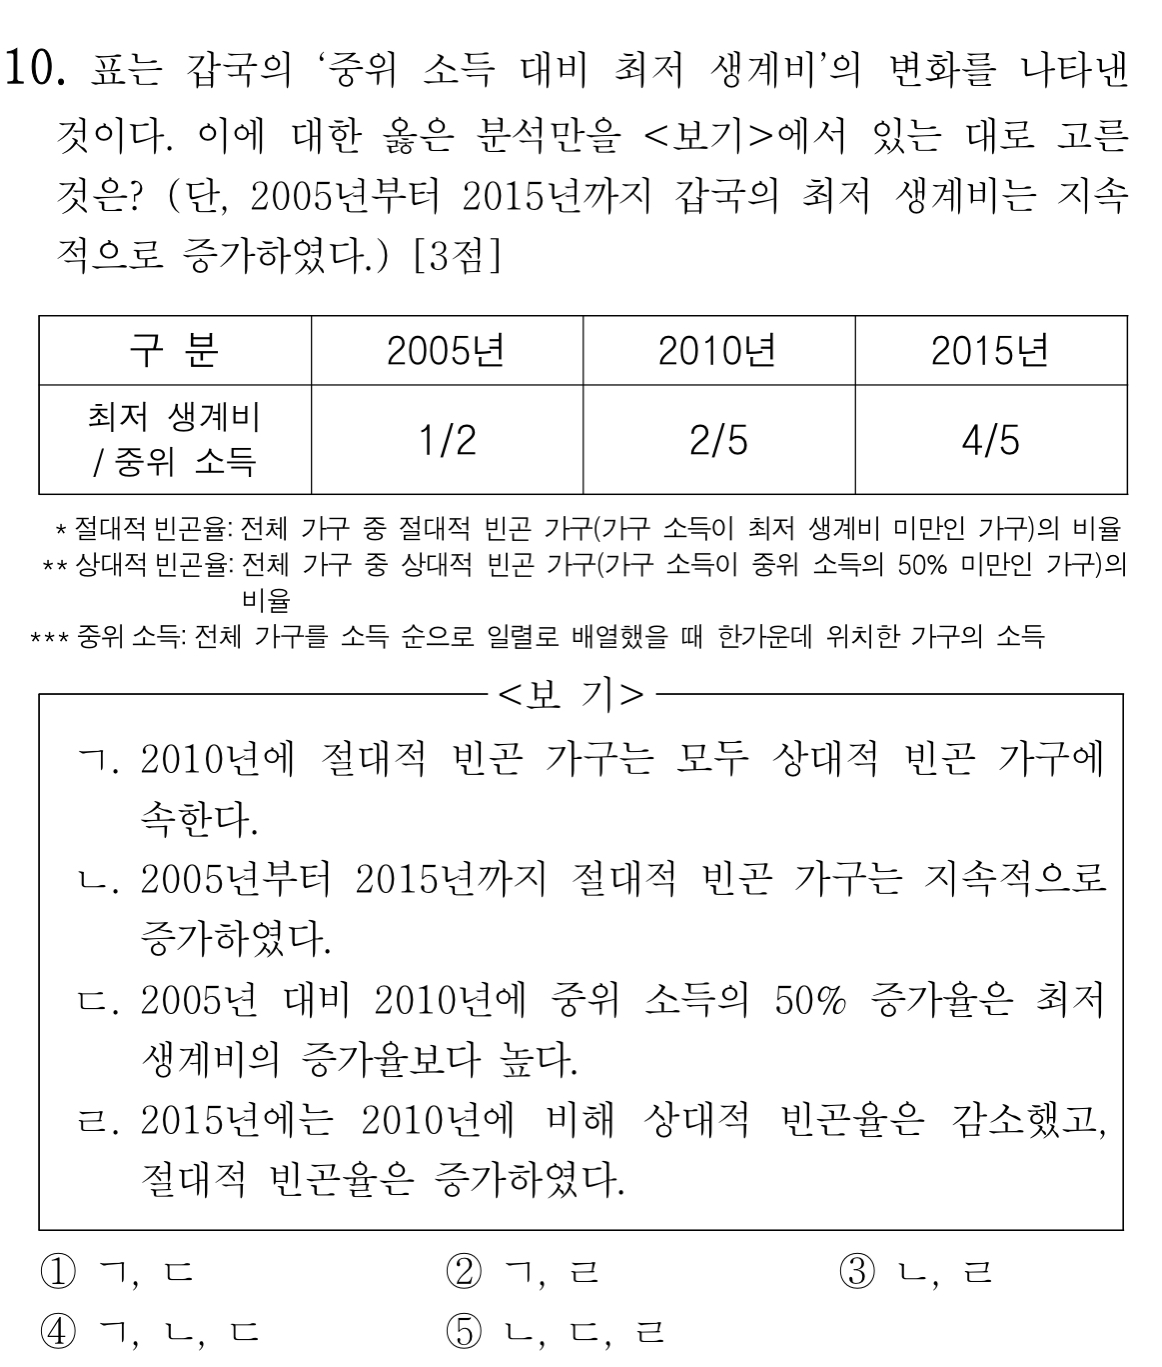 10. 표는 갑국의 ‘중위 소득 대비 최저 생계비’의 변화를 나타낸
것이다. 이에 대한 옳은 분석만을 <보기>에서 있는 대로 고른
것은? (단, 2005년부터 2015년까지 갑국의 최저 생계비는 지속
적으로 증가하였다.) [3점]
구 분 2005년 2010년 2015년
최저 생계비
/ 중위 소득 1/2 2/5 4/5
* 절대적 빈곤율: 전체 가구 중 절대적 빈곤 가구(가구 소득이 최저 생계비 미만인 가구)의 비율
** 상대적 빈곤율: 전체 가구 중 상대적 빈곤 가구(가구 소득이 중위 소득의 50% 미만인 가구)의
비율
*** 중위 소득: 전체 가구를 소득 순으로 일렬로 배열했을 때 한가운데 위치한 가구의 소득
<보 기>
ㄱ. 2010년에 절대적 빈곤 가구는 모두 상대적 빈곤 가구에
속한다.
ㄴ. 2005년부터 2015년까지 절대적 빈곤 가구는 지속적으로
증가하였다.
ㄷ. 2005년 대비 2010년에 중위 소득의 50% 증가율은 최저
생계비의 증가율보다 높다.
ㄹ. 2015년에는 2010년에 비해 상대적 빈곤율은 감소했고,
절대적 빈곤율은 증가하였다.
① ㄱ, ㄷ ② ㄱ, ㄹ ③ ㄴ, ㄹ
④ ㄱ, ㄴ, ㄷ ⑤ ㄴ, ㄷ, ㄹ